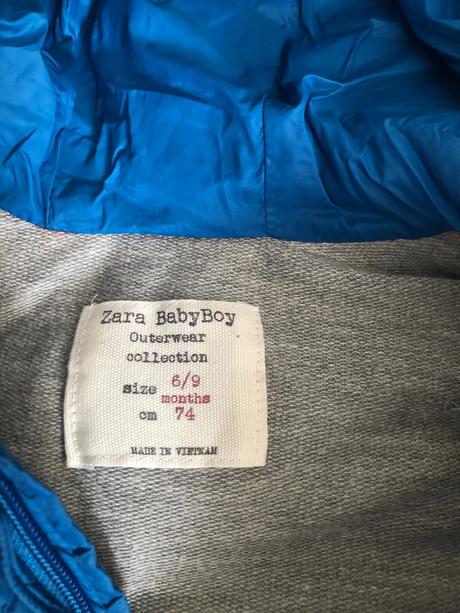 Zara BabyBoy
Outerwear
collection
size 6/9
months
cm 74
MADE IN VIETNAM